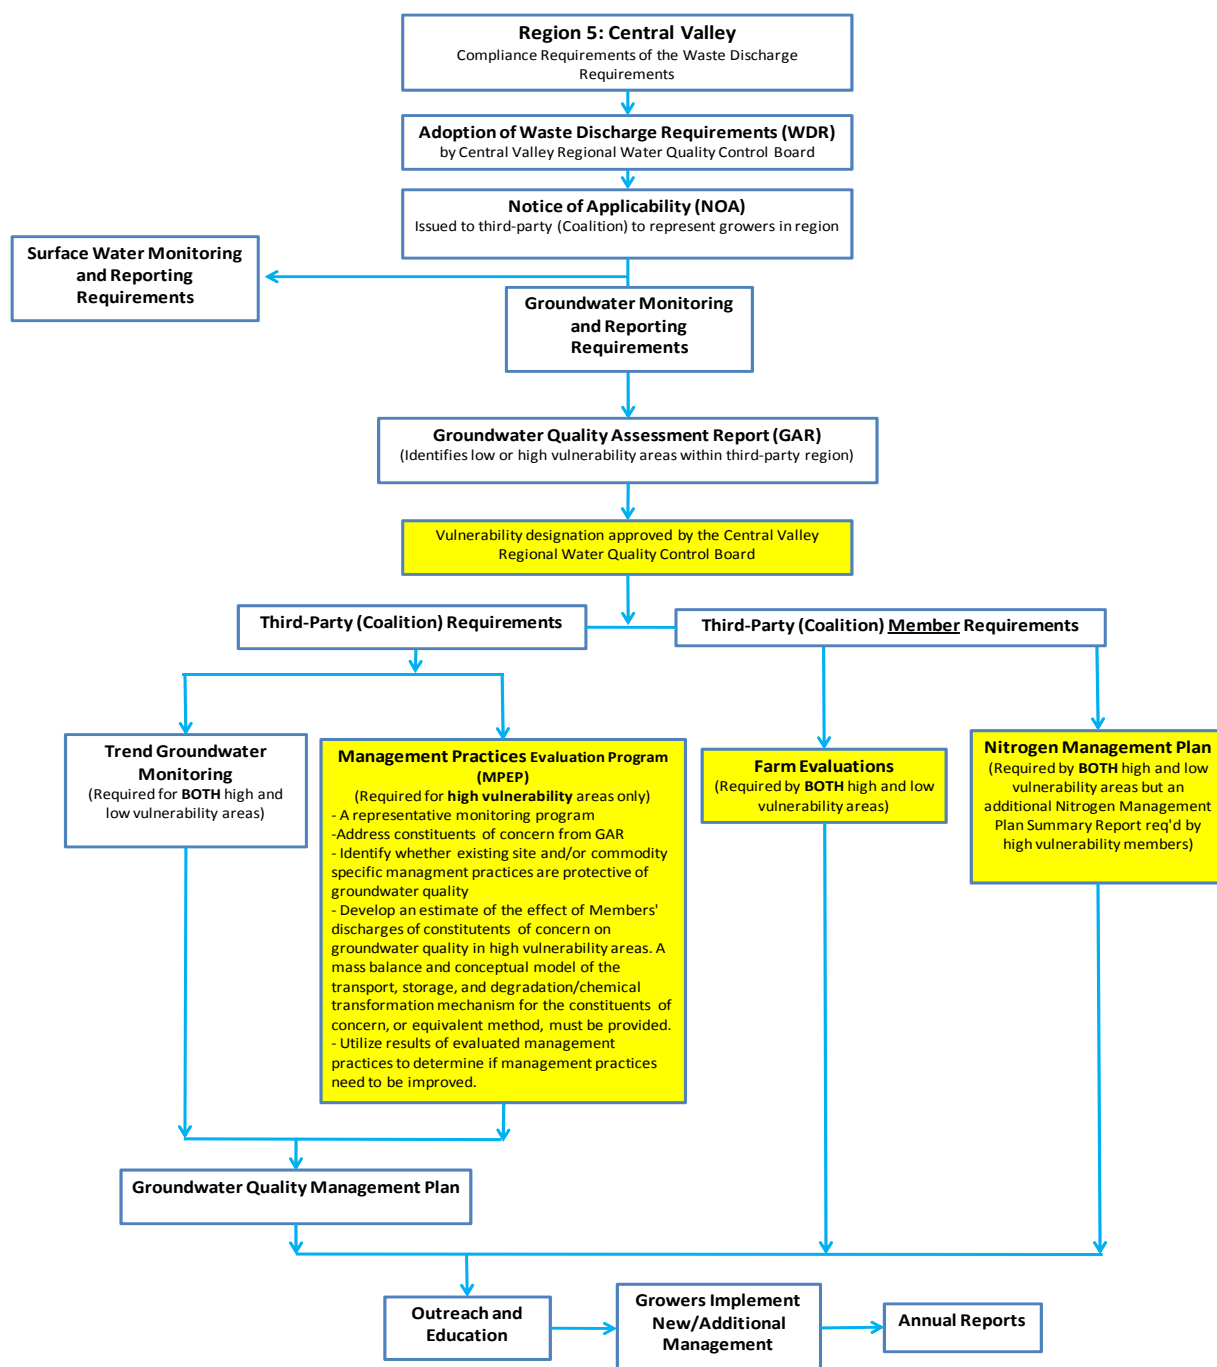 Region 5: Central Valley
Compliance Requirements of the Waste Discharge
Requirements
Adoption of Waste Discharge Requirements (WDR)
by Central Valley Regional Water Quality Control Board
Notice of Applicability (NOA)
Issued to third-party (Coalition) to represent growers in region
Surface Water Monitoring
and Reporting
Requirements
Groundwater Monitoring
and Reporting
Requirements
Groundwater Quality Assessment Report (GAR)
(Identifies low or high vulnerability areas within third-party region)
Vulnerability designation approved by the Central Valley
Regional Water Quality Control Board
Third-Party (Coalition) Requirements
Third-Party (Coalition) Member Requirements
Trend Groundwater
Monitoring
(Required for BOTH high and
low vulnerability areas)
Management Practices Evaluation Program
(MPEP)
(Required for high vulnerability areas only)
- A representative monitoring program
-Address constituents of concern from GAR
- Identify whether existing site and/or commodity
specific managment practices are protective of
groundwater quality
- Develop an estimate of the effect of Members'
discharges of constitutents of concern on
groundwater quality in high vulnerability areas. A
mass balance and conceptual model of the
transport, storage, and degradation/chemical
transformation mechanism for the constituents of
concern, or equivalent method, must be provided.
- Utilize results of evaluated management
practices to determine if management practices
need to be improved.
Farm Evaluations
(Required by BOTH high and low
vulnerability areas)
Nitrogen Management Plan
(Required by BOTH high and low
vulnerability areas but an
additional Nitrogen Management
Plan Summary Report req'd by
high vulnerability members)
Groundwater Quality Management Plan
Outreach and
Education
Growers Implement
New/Additional
Management
Annual Reports